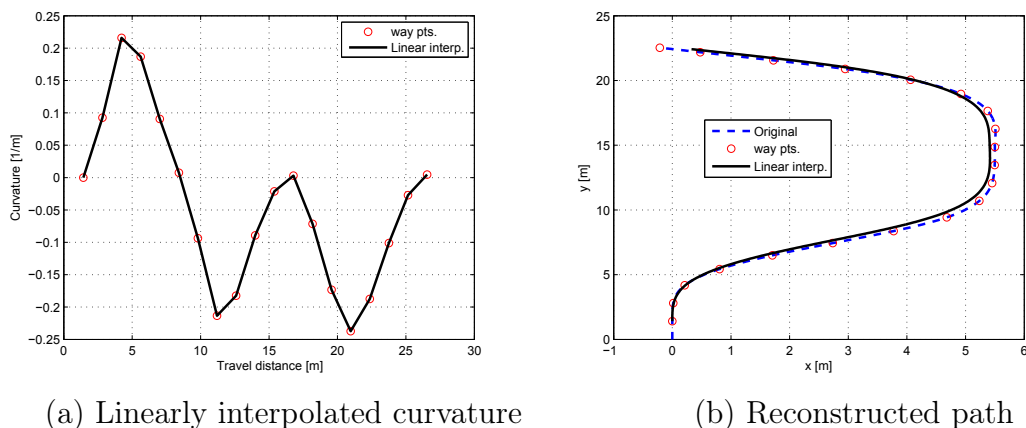 0.25
0.2
0.15
0.1
0.05
0
−0.05
−0.1
−0.15
−0.2
−0.25
0 5 10 15 20 25 30
Curvature [1/m]
Travel distance [m]
way pts.
Linear interp.
25
20
15
10
5
0
−1 0 1 2 3 4 5 6
y [m]
x [m]
Original
way pts.
Linear interp.
(a) Linearly interpolated curvature
(b) Reconstructed path